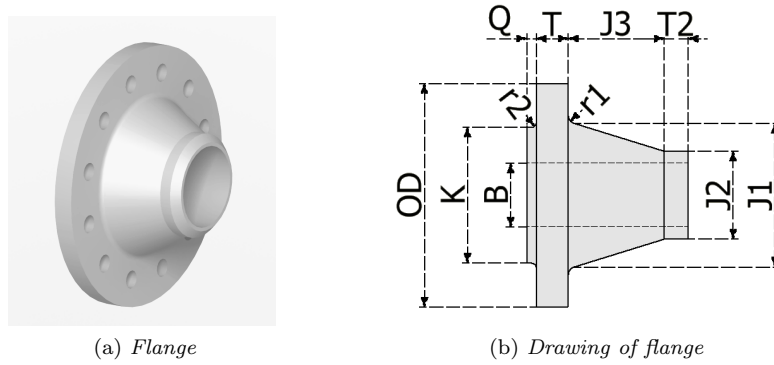 Q T J3 T2
r2 r1
OD K B J2 J1
(a) Flange
(b) Drawing of flange